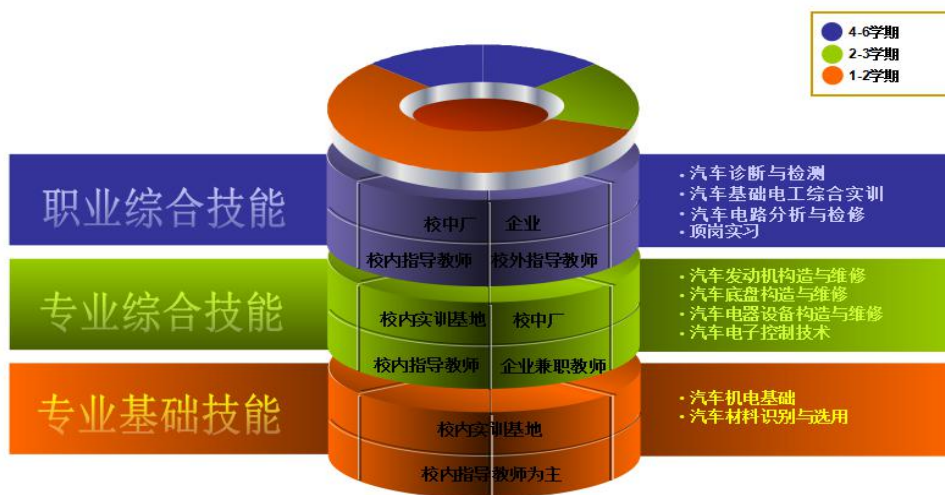 4-6学期
2-3学期
1-2学期
职业综合技能
校中厂 企业
校内指导教师 校外指导教师
·汽车诊断与检测
·汽车基础电工综合实训
·汽车电路分析与检修
·顶岗实习
专业综合技能
校内实训基地 校中厂
校内指导教师 企业兼职教师
·汽车发动机构造与维修
·汽车底盘构造与维修
·汽车电器设备构造与维修
·汽车电子控制技术
专业基础技能
校内实训基地
校内指导教师为主
·汽车机电基础
·汽车材料识别与选用